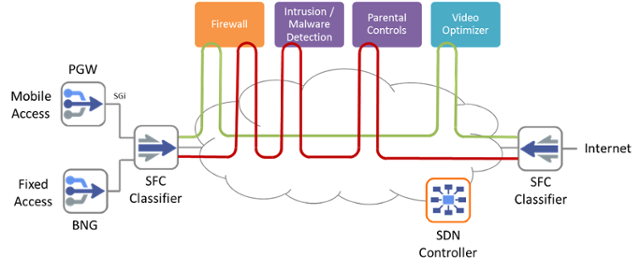 Firewall
Intrusion /
Malware
Detection
Parental
Controls
Video
Optimizer
PGW
SGi
Mobile
Access
Fixed
Access
BNG
SFC
Classifier
SFC
Classifier
Internet
SDN
Controller